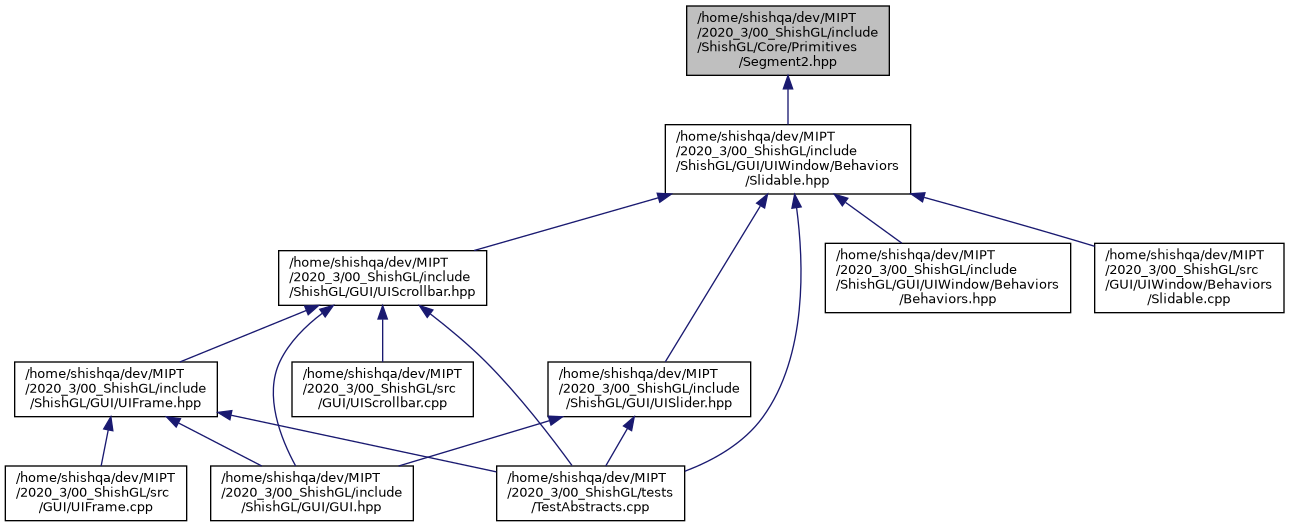 /home/shishqa/dev/MIPT
/2020_3/00_ShishGL/include
/ShishGL/Core/Primitives
/Segment2.hpp
/home/shishqa/dev/MIPT
/2020_3/00_ShishGL/include
/ShishGL/GUI/UIWindow/Behaviors
/Slidable.hpp
/home/shishqa/dev/MIPT
/2020_3/00_ShishGL/include
/ShishGL/GUI/UIScrollbar.hpp
/home/shishqa/dev/MIPT
/2020_3/00_ShishGL/include
/ShishGL/GUI/UIWindow/Behaviors
/Behaviors.hpp
/home/shishqa/dev/MIPT
/2020_3/00_ShishGL/src
/GUI/UIWindow/Behaviors
/Slidable.cpp
/home/shishqa/dev/MIPT
/2020_3/00_ShishGL/include
/ShishGL/GUI/UIFrame.hpp
/home/shishqa/dev/MIPT
/2020_3/00_ShishGL/src
/GUI/UIScrollbar.cpp
/home/shishqa/dev/MIPT
/2020_3/00_ShishGL/include
/ShishGL/GUI/UISlider.hpp
/home/shishqa/dev/MIPT
/2020_3/00_ShishGL/src
/GUI/UIFrame.cpp
/home/shishqa/dev/MIPT
/2020_3/00_ShishGL/include
/ShishGL/GUI/GUI.hpp
/home/shishqa/dev/MIPT
/2020_3/00_ShishGL/tests
/TestAbstracts.cpp